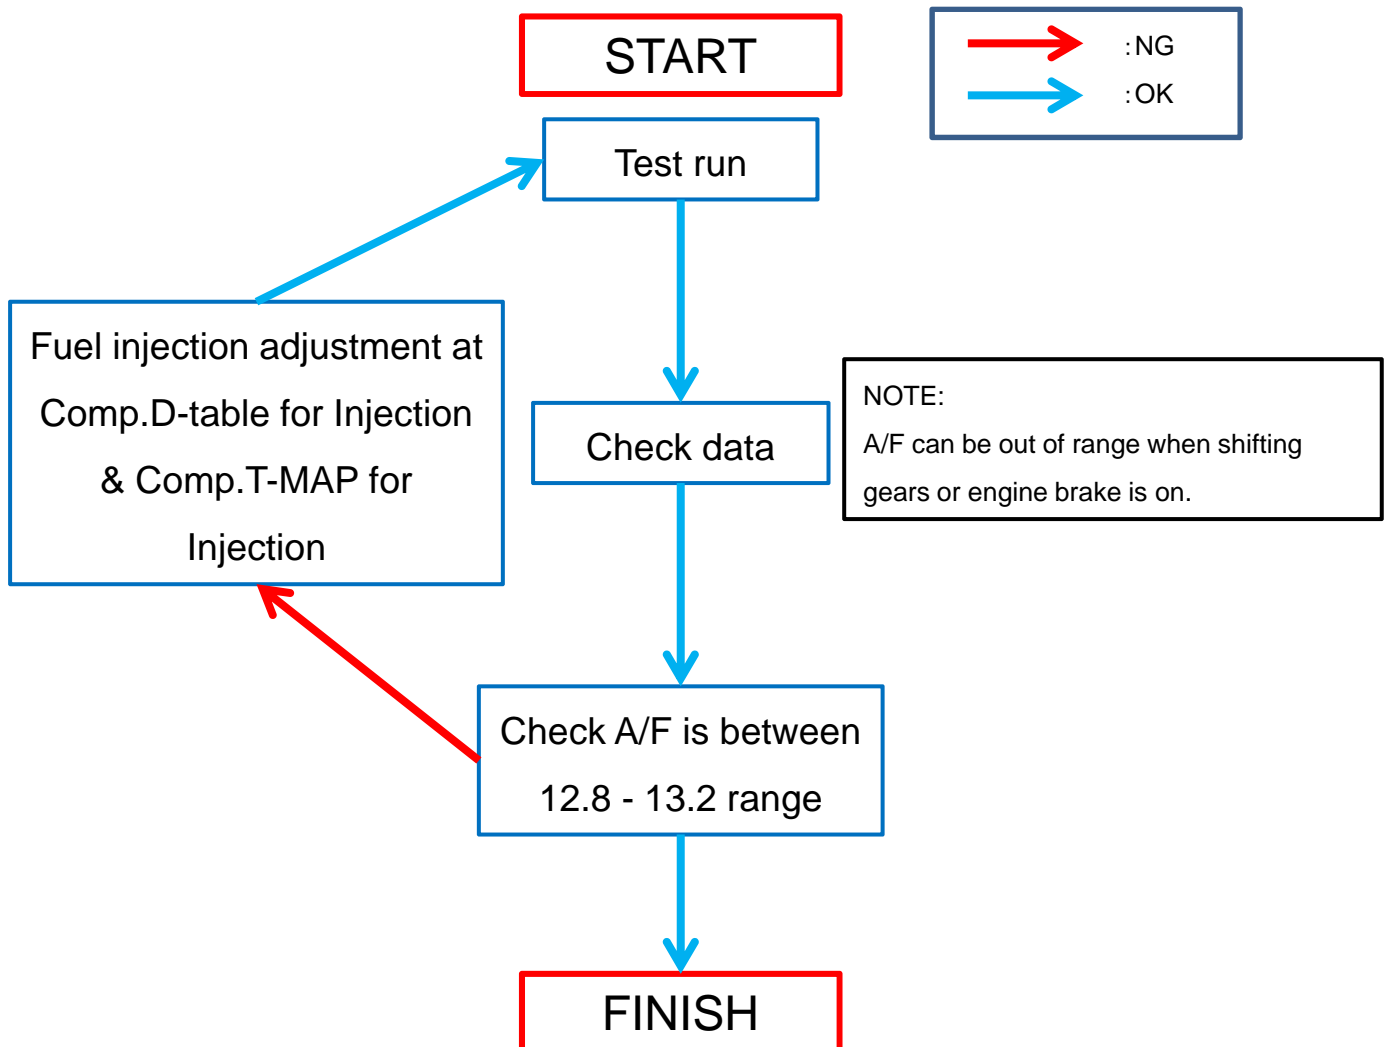 START
:NG
:OK
Test run
Fuel injection adjustment at
Comp.D-table for Injection
& Comp.T-MAP for
Injection
Check data
NOTE:
A/F can be out of range when shifting
gears or engine brake is on.
Check A/F is between
12.8 - 13.2 range
FINISH